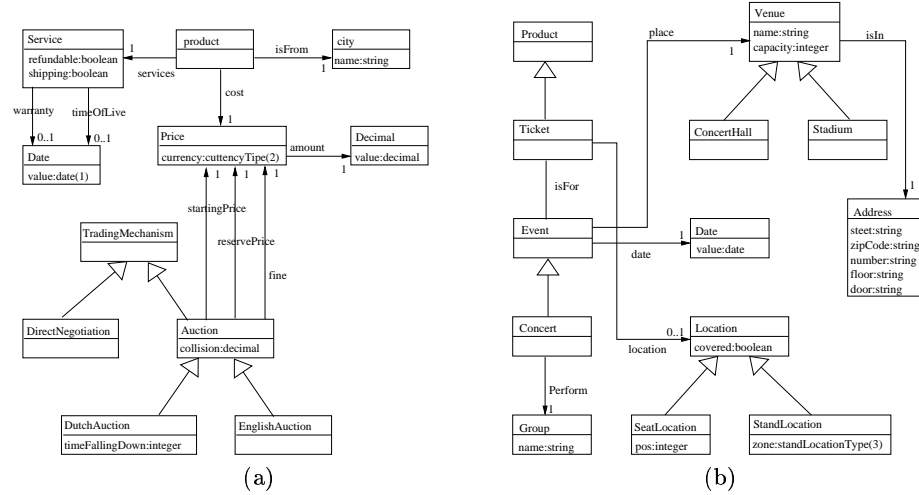 Service
refundable:boolean
shipping:boolean
1
services
product
isFrom
1
city
name:string
warranty
timeOfLive
0..1
0..1
cost
1
Date
value:date(1)
Price
currency:cuttencyTipe(2)
amount
1
Decimal
value:decimal
1
1
1
startingPrice
reservePrice
fine
TradingMechanism
DirectNegotiation
Auction
collision:decimal
DutchAuction
timeFallingDown:integer
EnglishAuction
(a)
Product
place
1
Venue
name:string
capacity:integer
isIn
Ticket
ConcertHall
Stadium
isFor
1
Event
date
1
Date
value:date
Address
steet:string
zipCode:string
number:string
floor:string
door:string
Concert
0..1
location
Location
covered:boolean
Perform
1
Group
name:string
SeatLocation
pos:integer
StandLocation
zone:standLocationType(3)
(b)